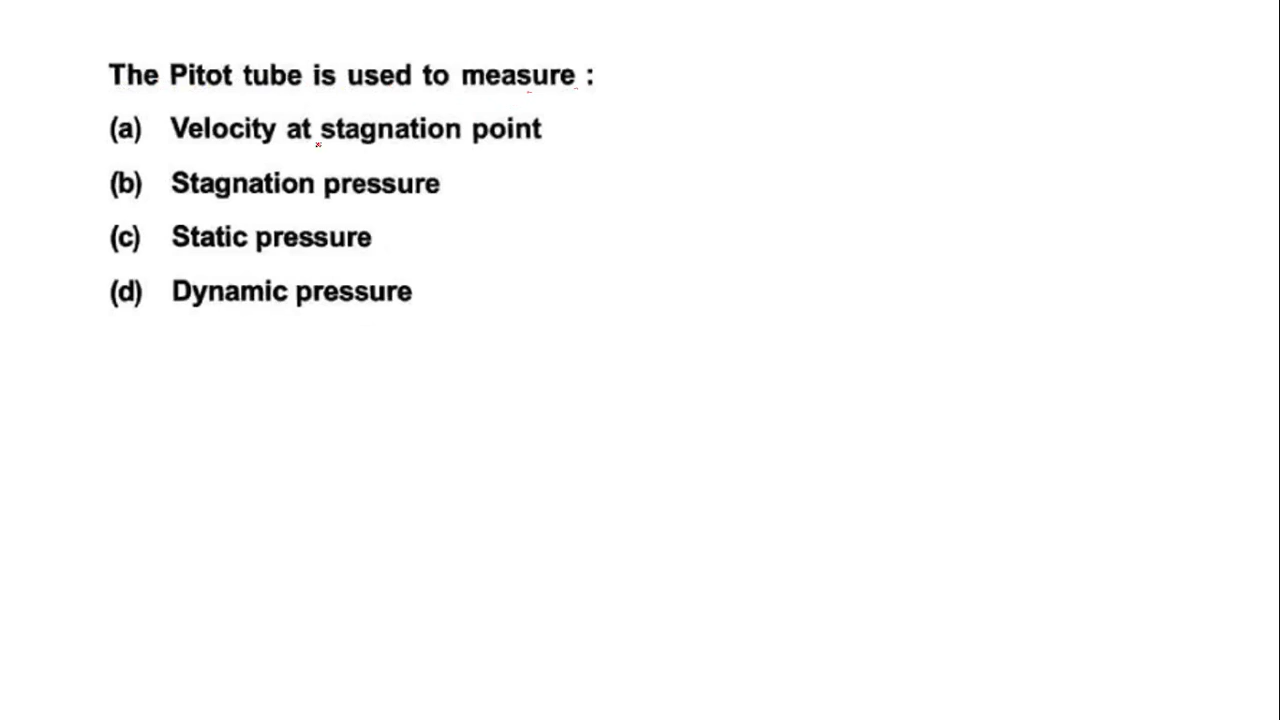 The Pitot tube is used to measure :
(a) Velocity at stagnation point
(b) Stagnation pressure
(c) Static pressure
(d) Dynamic pressure